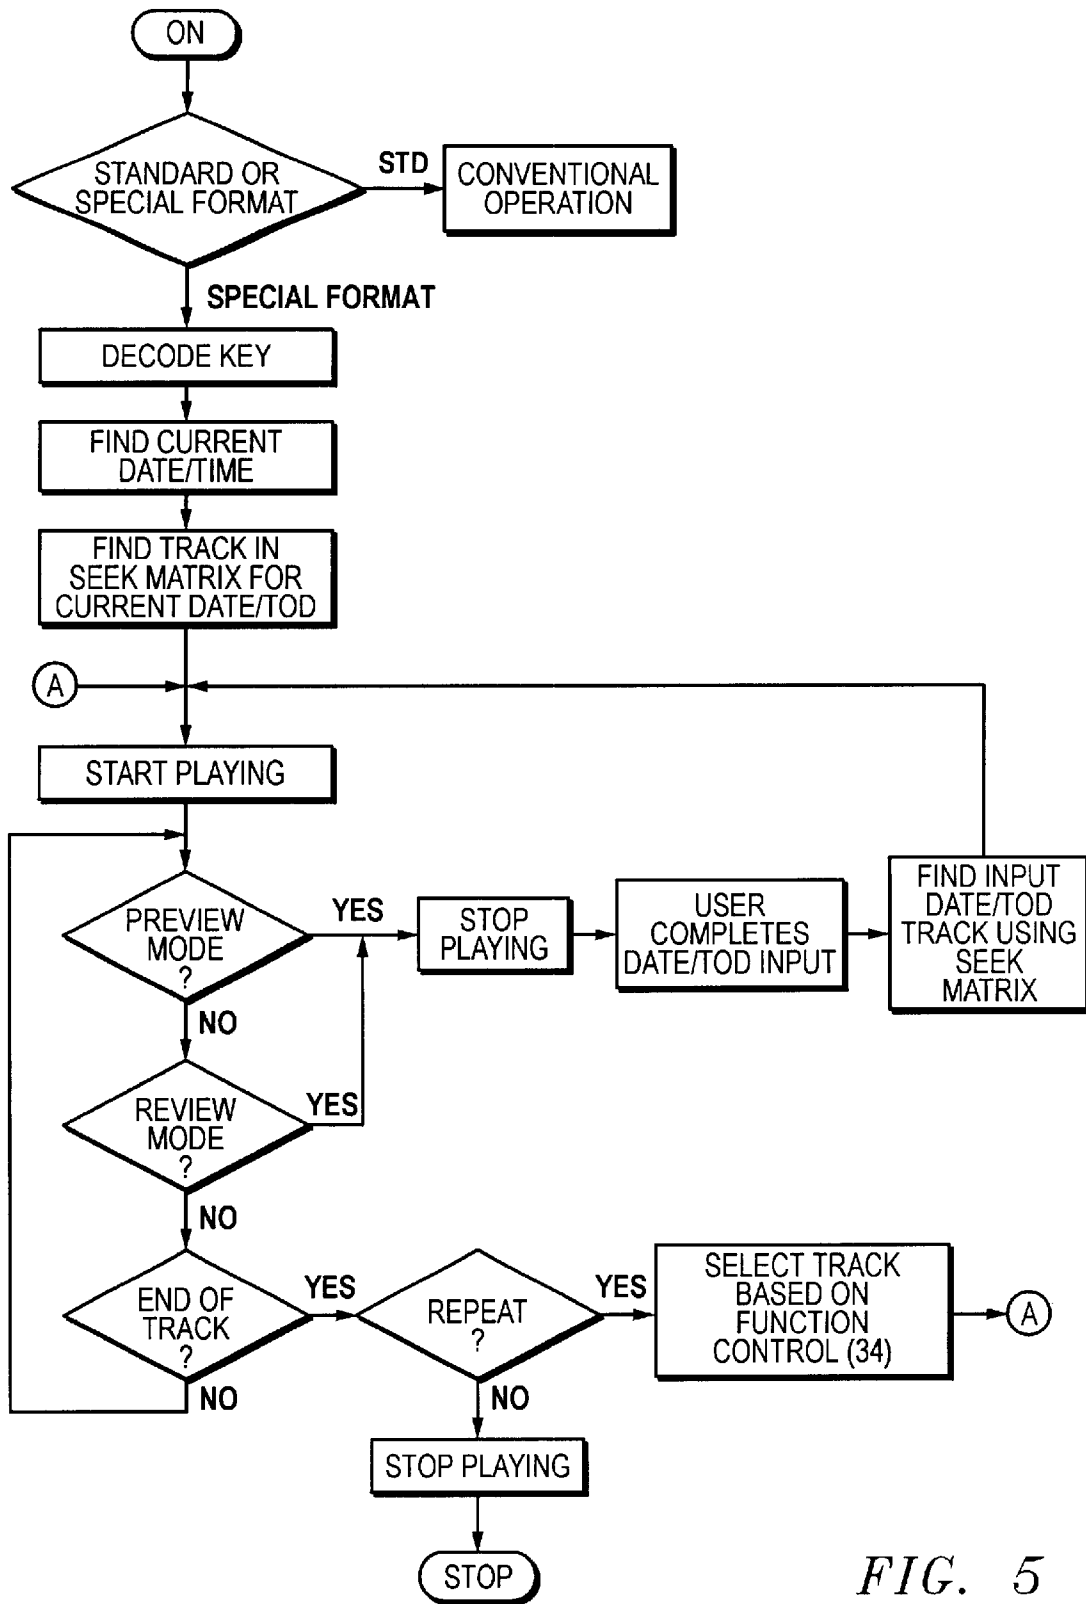 ON
STANDARD OR
SPECIAL FORMAT
STD
CONVENTIONAL
OPERATION
SPECIAL FORMAT
DECODE KEY
FIND CURRENT
DATE/TIME
FIND TRACK IN
SEEK MATRIX FOR
CURRENT DATE/TOD
A
START PLAYING
PREVIEW
MODE
?
YES
STOP
PLAYING
USER
COMPLETES
DATE/TOD INPUT
FIND INPUT
DATE/TOD
TRACK USING
SEEK
MATRIX
NO
REVIEW
MODE
?
YES
NO
END OF
TRACK
?
YES
REPEAT
?
YES
SELECT TRACK
BASED ON
FUNCTION
CONTROL (34)
A
NO
NO
STOP PLAYING
STOP
FIG. 5